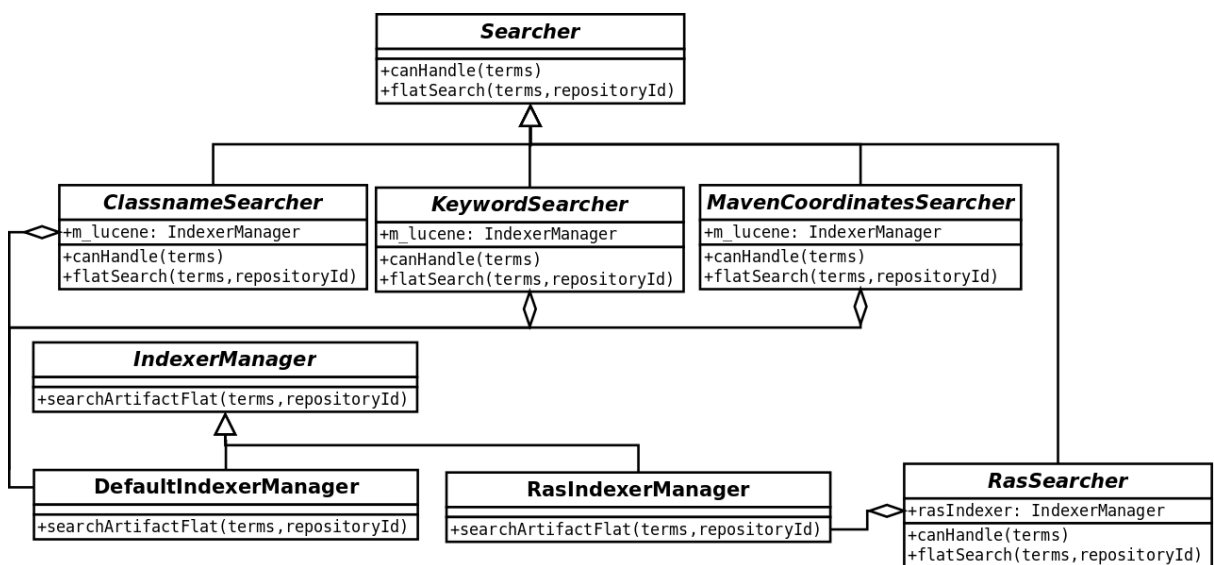 Searcher
+canHandle(terms)
+flatSearch(terms,repositoryId)
ClassnameSearcher
+m_lucene: IndexerManager
+canHandle(terms)
+flatSearch(terms,repositoryId)
KeywordSearcher
+m_lucene: IndexerManager
+canHandle(terms)
+flatSearch(terms,repositoryId)
MavenCoordinatesSearcher
+m_lucene: IndexerManager
+canHandle(terms)
+flatSearch(terms,repositoryId)
IndexerManager
+searchArtifactFlat(terms,repositoryId)
DefaultIndexerManager
+searchArtifactFlat(terms,repositoryId)
RasIndexerManager
+searchArtifactFlat(terms,repositoryId)
RasSearcher
+rasIndexer: IndexerManager
+canHandle(terms)
+flatSearch(terms,repositoryId)